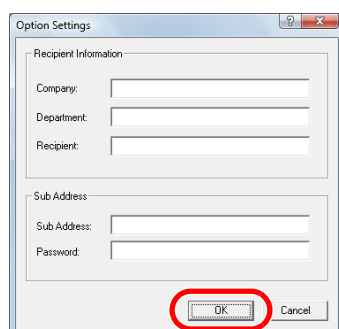 Option Settings
Recipient Information
Company:
Department:
Recipient:
Sub Address
Sub Address:
Password:
OK Cancel